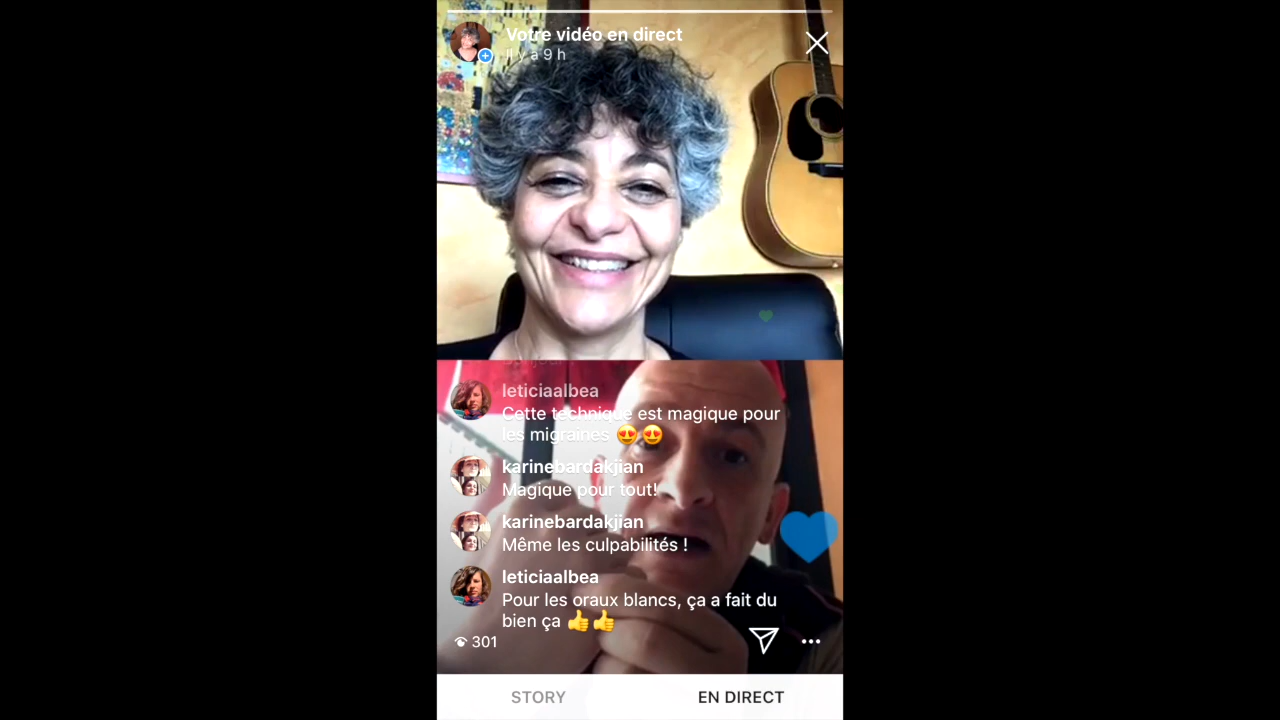 Votre vidéo en direct
Il y a 9 h
leticiaalbea
Cette technique est magique pour
les migraines 😍😍
karinebardakjian
Magique pour tout!
karinebardakjian
Même les culpabilités !
leticiaalbea
Pour les oraux blancs, ça a fait du
bien ça 👍👍
301
STORY
EN DIRECT